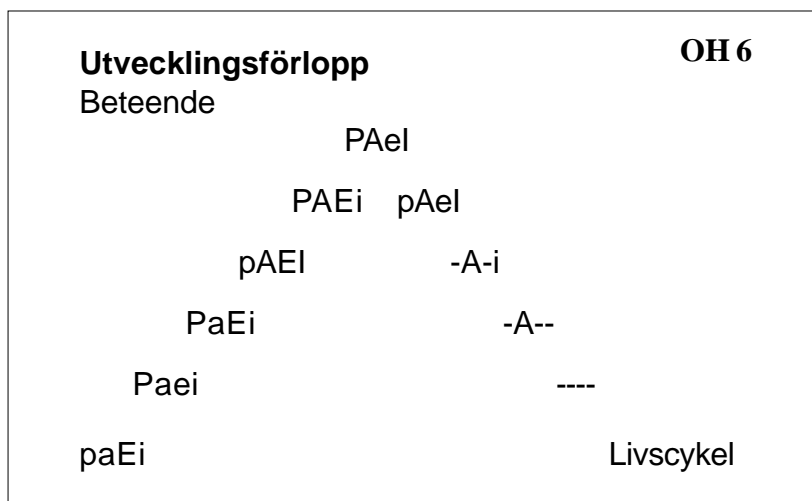 Utvecklingsförlopp OH 6
Beteende
PAeI
PAEi pAeI
pAEI -A-i
PaEi -A--
Paei ----
paEi Livscykel